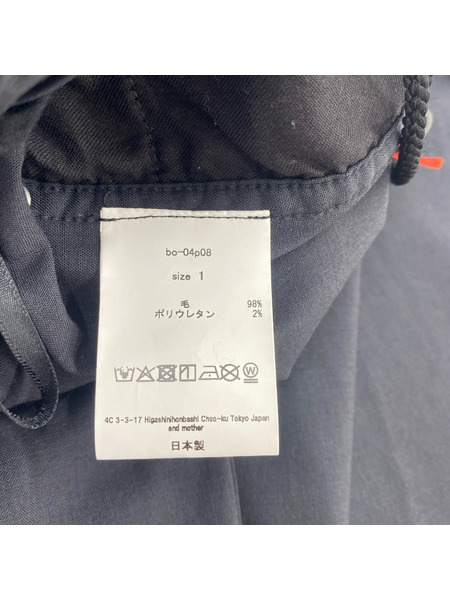 bo-04p08
size 1
毛 98%
ポリウレタン 2%
4C 3-3-17 Higashinihonbashi Chuo-ku Tokyo Japan
and mother
日本製